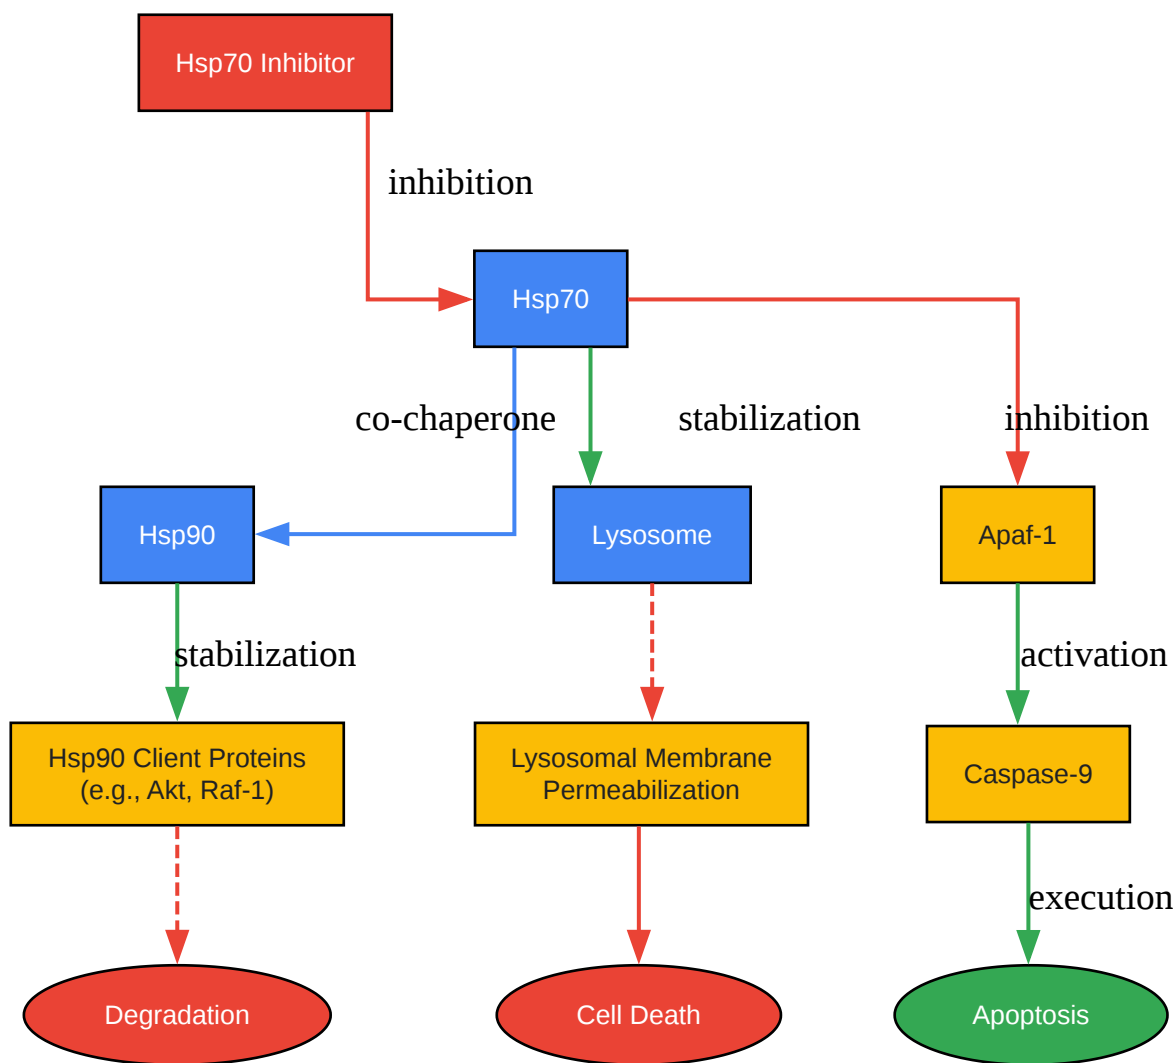 Hsp70 Inhibitor
inhibition
Hsp70
co-chaperone
stabilization
inhibition
Hsp90
Lysosome
Apaf-1
stabilization
activation
Hsp90 Client Proteins
(e.g., Akt, Raf-1)
Lysosomal Membrane
Permeabilization
Caspase-9
execution
Degradation
Cell Death
Apoptosis